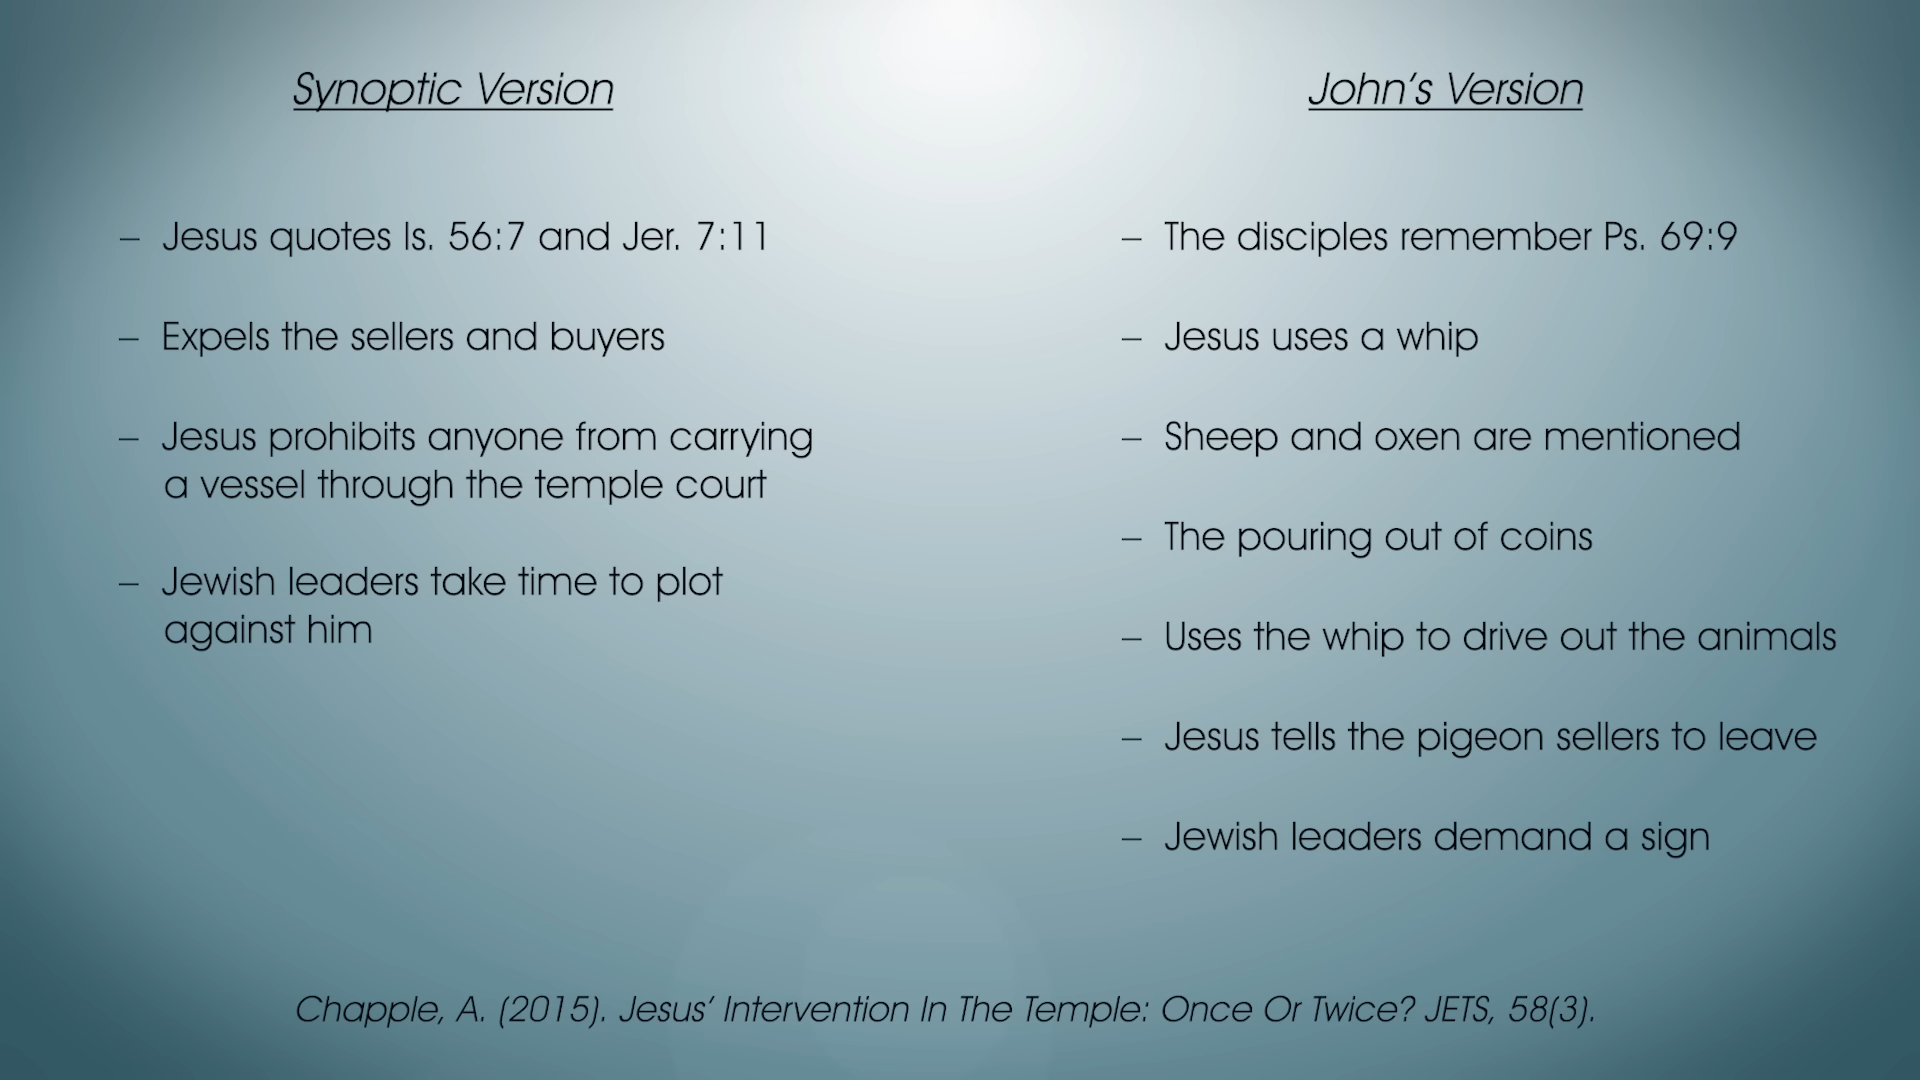 Synoptic Version
– Jesus quotes Is. 56:7 and Jer. 7:11
– Expels the sellers and buyers
– Jesus prohibits anyone from carrying
a vessel through the temple court
– Jewish leaders take time to plot
against him
John’s Version
– The disciples remember Ps. 69:9
– Jesus uses a whip
– Sheep and oxen are mentioned
– The pouring out of coins
– Uses the whip to drive out the animals
– Jesus tells the pigeon sellers to leave
– Jewish leaders demand a sign
Chapple, A. (2015). Jesus’ Intervention In The Temple: Once Or Twice? JETS, 58(3).